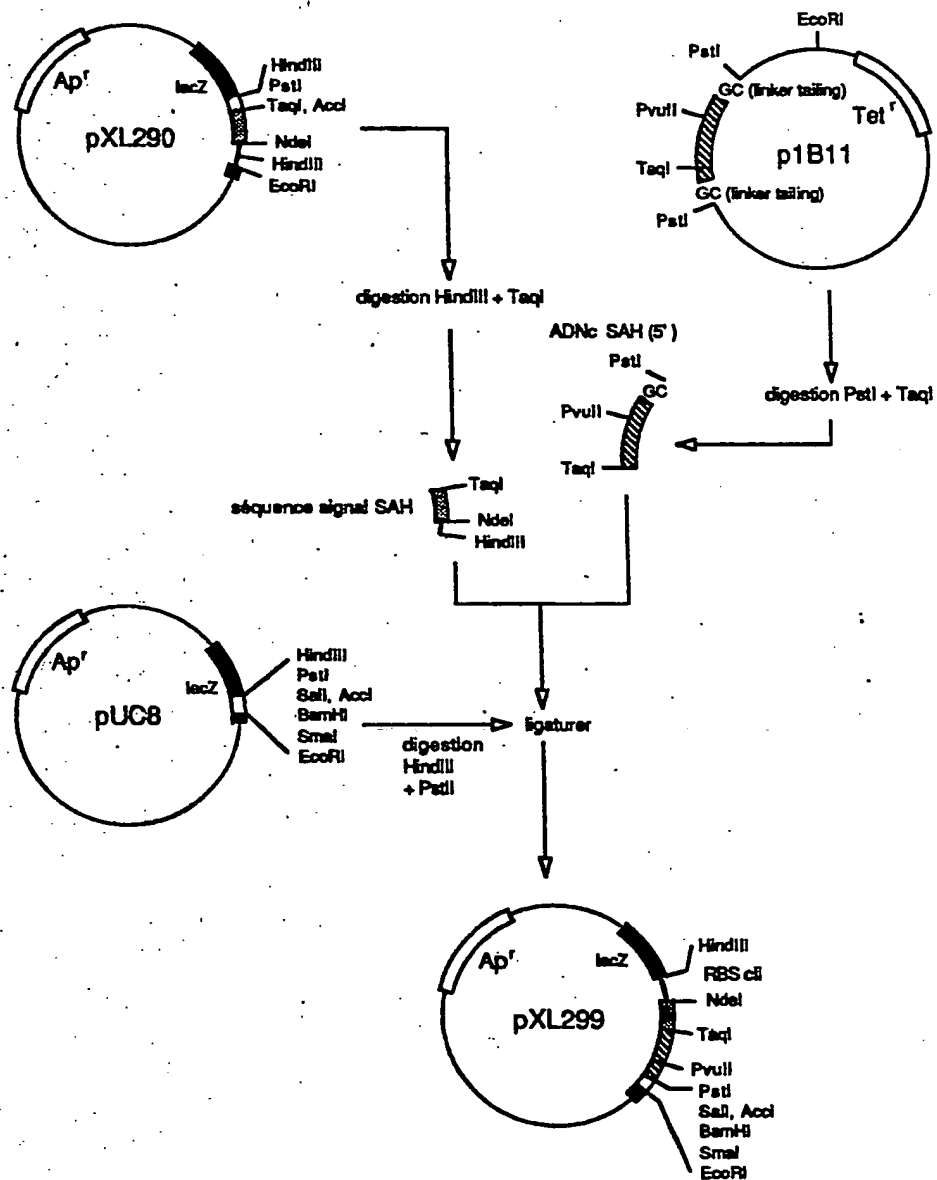 Ap^r
lacZ
HindIII
PstI
TaqI, AccI
NdeI
HindIII
EcoRI
pXL290
EcoRI
PstI
GC (linker tailing)
PvuII
Tet^r
TaqI
p1B11
GC (linker tailing)
PstI
digestion HindIII + TaqI
ADNc SAH (5')
PstI
GC
PvuII
TaqI
digestion PstI + TaqI
TaqI
séquence signal SAH
NdeI
HindIII
Ap^r
lacZ
HindIII
PstI
SalI, AccI
BamHI
SmaI
EcoRI
pUC8
digestion
HindIII
+ PstII
ligaturer
Ap^r
lacZ
HindIII
RBS cII
NdeI
TaqI
pXL299
PvuII
PstI
SalI, AccI
BamHI
SmaI
EcoRI